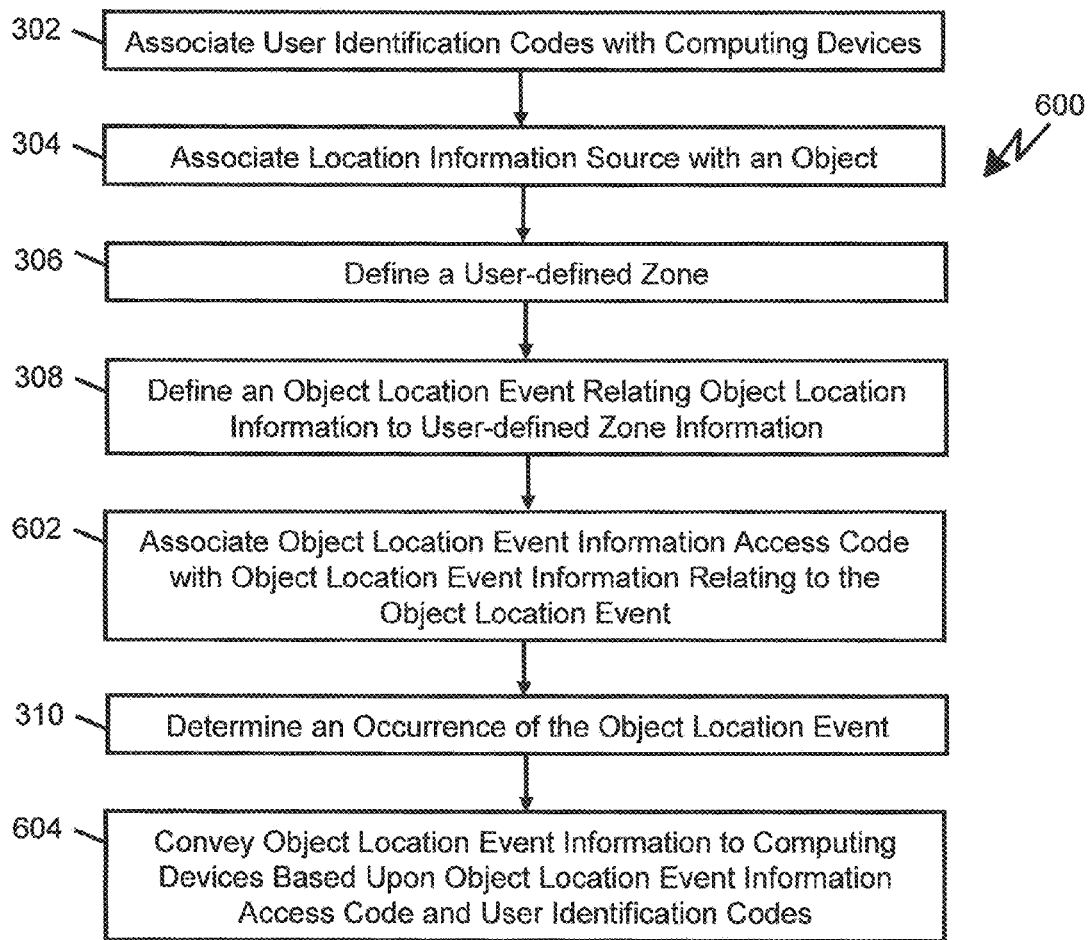 302
Associate User Identification Codes with Computing Devices
600
304
Associate Location Information Source with an Object
306
Define a User-defined Zone
308
Define an Object Location Event Relating Object Location
Information to User-defined Zone Information
602
Associate Object Location Event Information Access Code
with Object Location Event Information Relating to the
Object Location Event
310
Determine an Occurrence of the Object Location Event
604
Convey Object Location Event Information to Computing
Devices Based Upon Object Location Event Information
Access Code and User Identification Codes